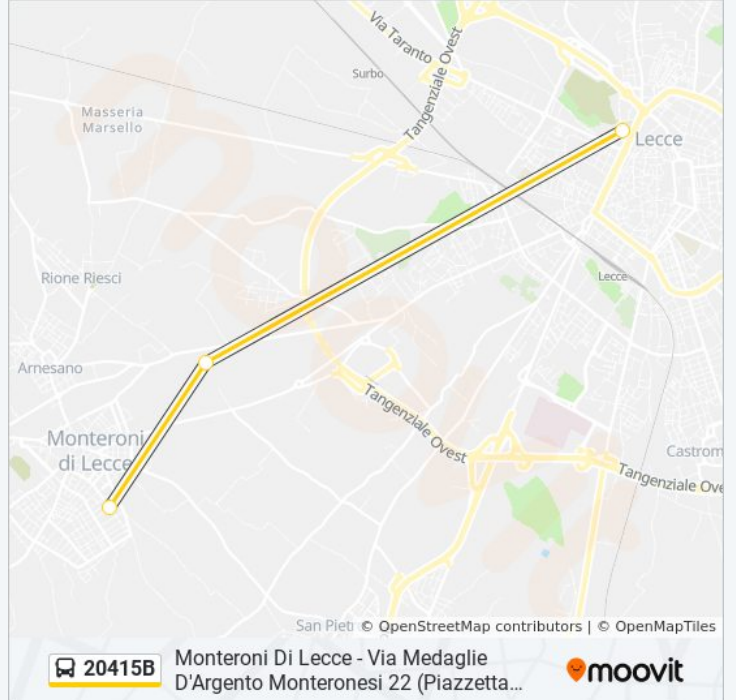 Via Taranto
Surbo
Tangenziale Ovest
Masseria
Marsello
Lecce
Rione Riesci
Lecce
Arnesano
Tangenziale Ovest
Monteroni
di Lecce
Castrom
Tangenziale Ove
San Pieti
© OpenStreetMap contributors | © OpenMapTiles
20415B
Monteroni Di Lecce - Via Medaglie
D'Argento Monteronesi 22 (Piazzetta...
moovit